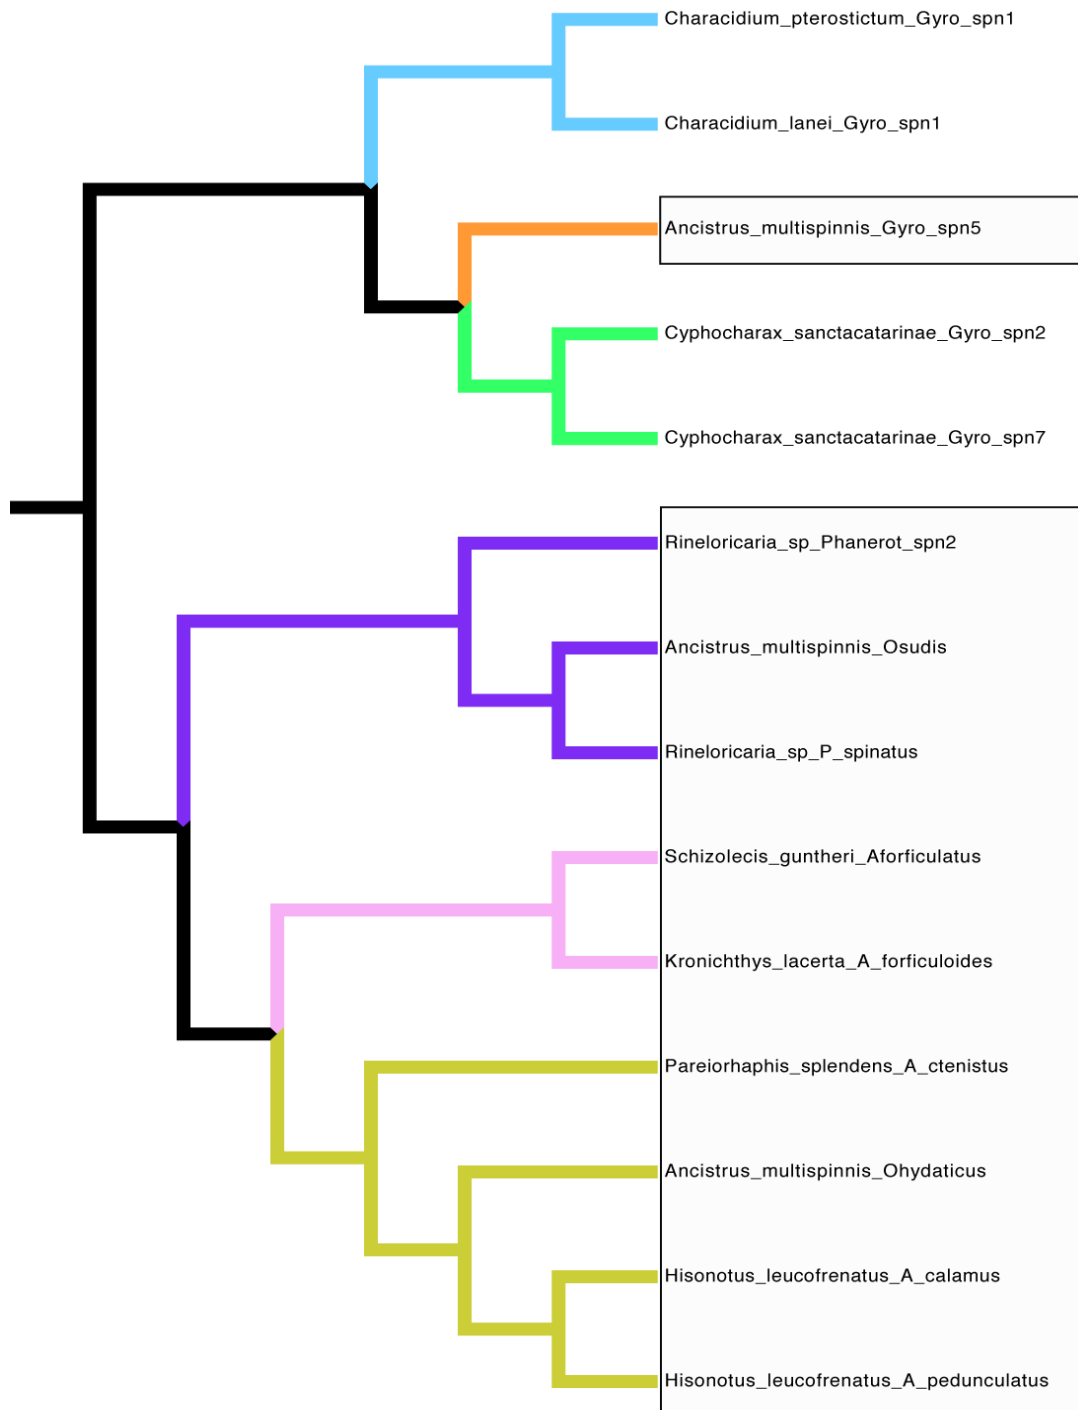 Characidium_pterostictum_Gyro_spn1
Characidium_lanei_Gyro_spn1
Ancistrus_multispinnis_Gyro_spn5
Cyphocharax_sanctacatarinae_Gyro_spn2
Cyphocharax_sanctacatarinae_Gyro_spn7
Rineloricaria_sp_Phanerot_spn2
Ancistrus_multispinnis_Osudis
Rineloricaria_sp_P_spinatus
Schizolecis_guntheri_Aforficulatus
Kronichthys_lacerta_A_forficuloides
Pareiorhaphis_splendens_A_ctenistus
Ancistrus_multispinnis_Ohydaticus
Hisonotus_leucofrenatus_A_calamus
Hisonotus_leucofrenatus_A_pedunculatus